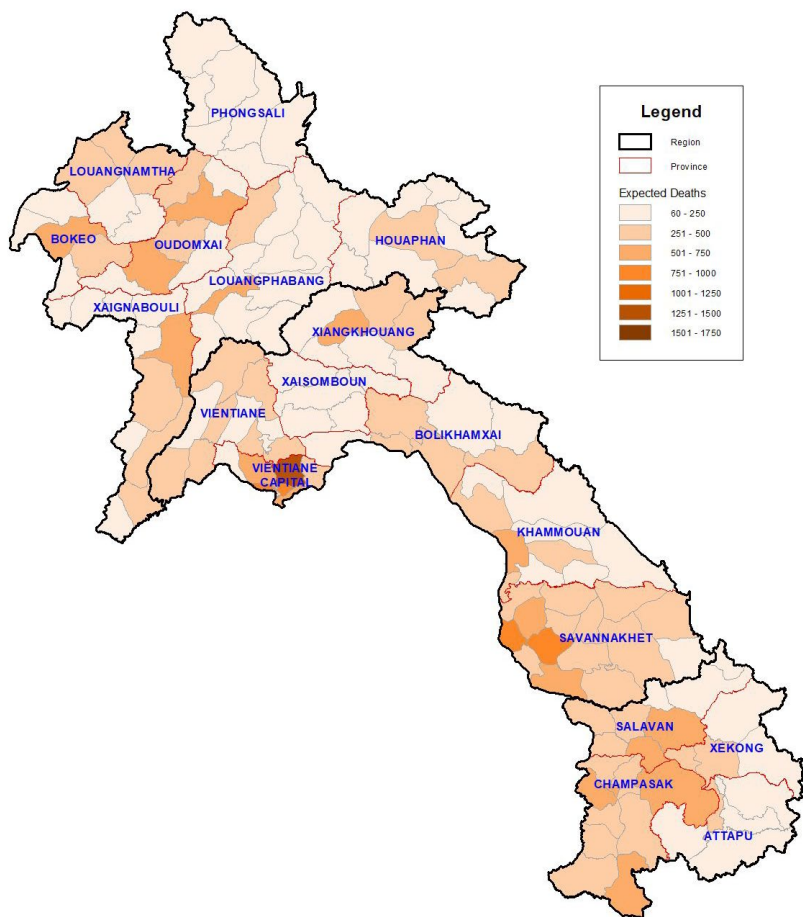 PHONGSALI
Legend
Region
Province
Expected Deaths
60 - 250
251 - 500
501 - 750
751 - 1000
1001 - 1250
1251 - 1500
1501 - 1750
LOUANGNAMTHA
BOKEO
OUDOMXAI
HOUAPHAN
LOUANGPHABANG
XAIGNABOULI
XIANGKHOUANG
XAISOMBOUN
VIENTIANE
BOLIKHAMXAI
VIENTIANE
CAPITAL
KHAMMOUAN
SAVANNAKHET
SALAVAN
XEKONG
CHAMPASAK
ATTAPU